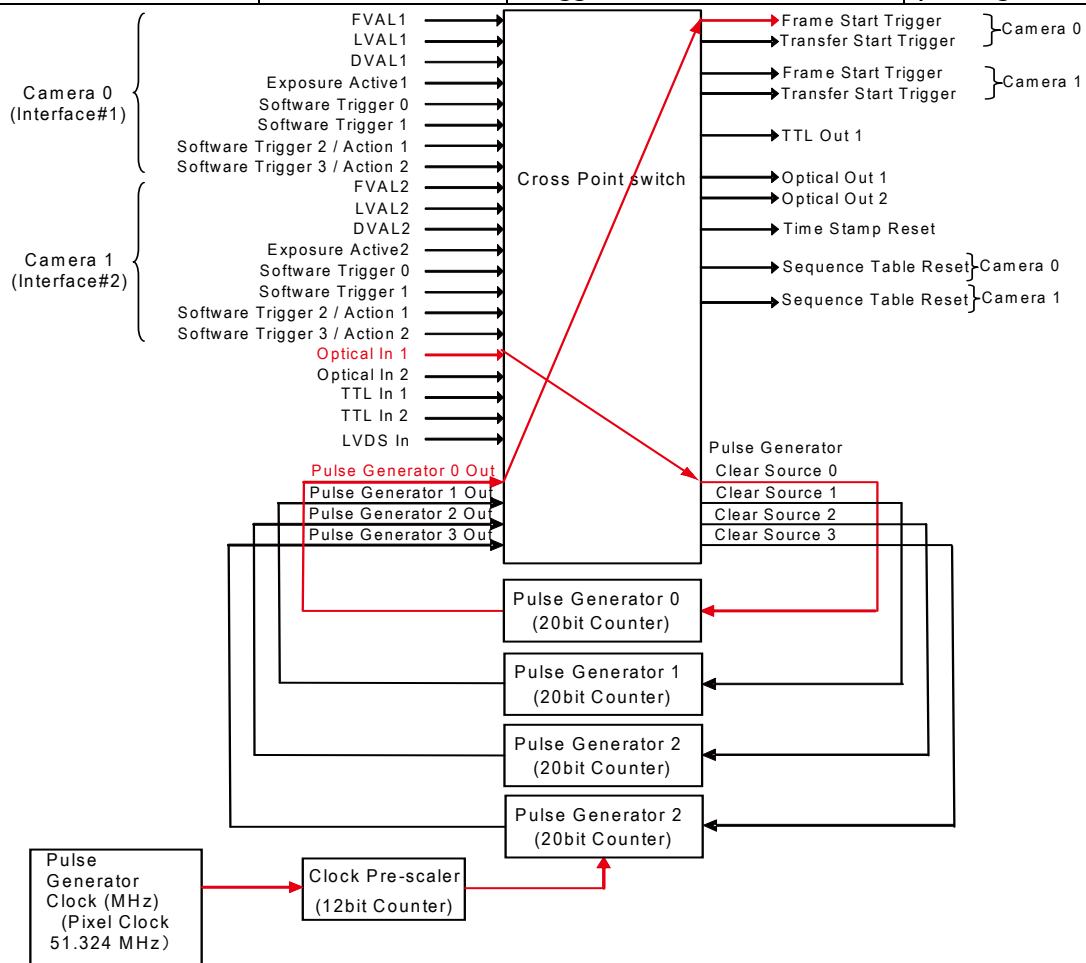 FVAL1
LVAL1
DVAL1
Exposure Active1
Software Trigger 0
Software Trigger 1
Software Trigger 2 / Action 1
Software Trigger 3 / Action 2
Camera 0
(Interface#1)
FVAL2
LVAL2
DVAL2
Exposure Active2
Software Trigger 0
Software Trigger 1
Software Trigger 2 / Action 1
Software Trigger 3 / Action 2
Camera 1
(Interface#2)
Optical In 1
Optical In 2
TTL In 1
TTL In 2
LVDS In
Pulse Generator 0 Out
Pulse Generator 1 Out
Pulse Generator 2 Out
Pulse Generator 3 Out
Cross Point switch
Frame Start Trigger
Transfer Start Trigger
Camera 0
Frame Start Trigger
Transfer Start Trigger
Camera 1
TTL Out 1
Optical Out 1
Optical Out 2
Time Stamp Reset
Sequence Table Reset
Camera 0
Sequence Table Reset
Camera 1
Pulse Generator
Clear Source 0
Clear Source 1
Clear Source 2
Clear Source 3
Pulse Generator 0
(20bit Counter)
Pulse Generator 1
(20bit Counter)
Pulse Generator 2
(20bit Counter)
Pulse Generator 2
(20bit Counter)
Pulse
Generator
Clock (MHz)
(Pixel Clock
51.324 MHz)
Clock Pre-scaler
(12bit Counter)